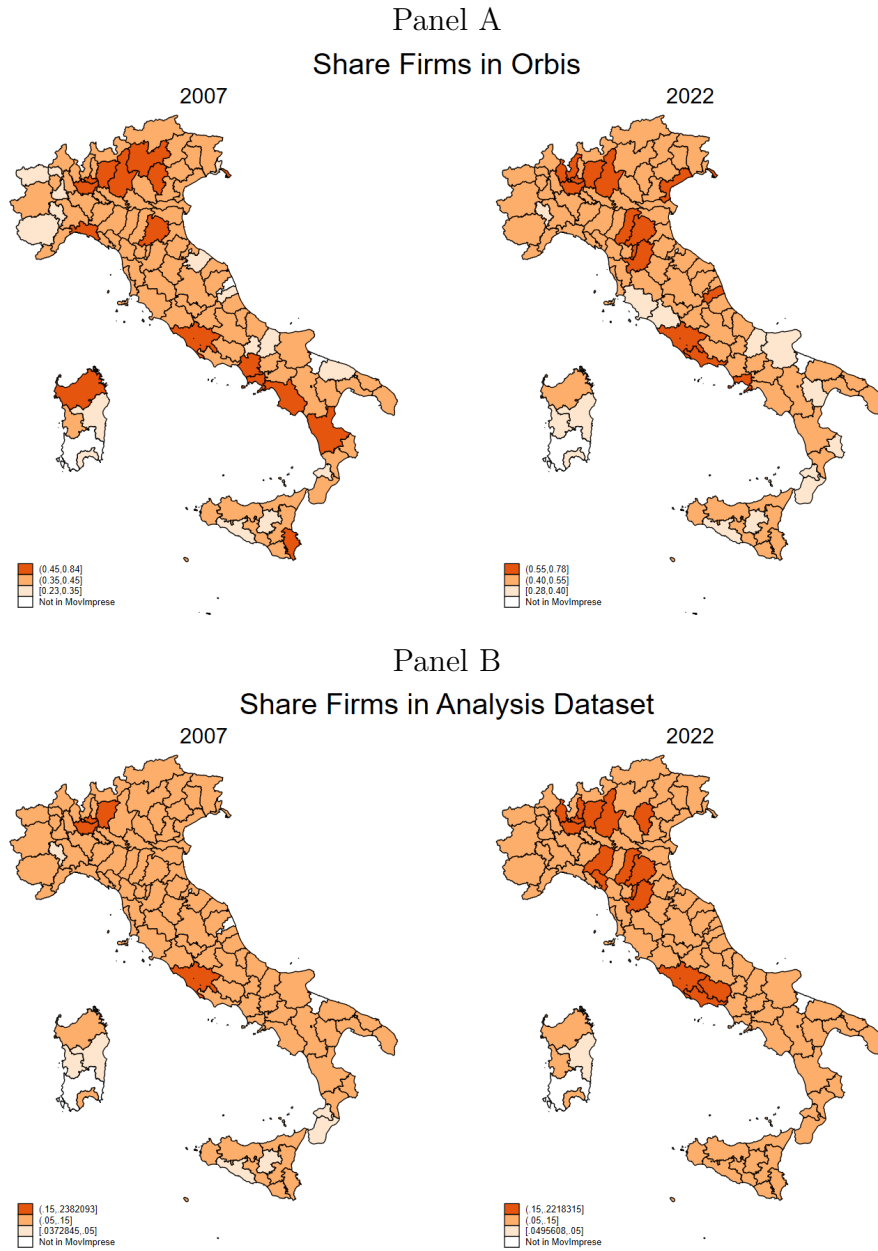 Panel A
Share Firms in Orbis
2007
2022
(0.45,0.84]
(0.35,0.45]
[0.23,0.35]
Not in MovImprese
(0.55,0.78]
(0.40,0.55]
[0.28,0.40]
Not in MovImprese
Panel B
Share Firms in Analysis Dataset
2007
2022
(.15,.2382093]
(.05,.15]
[.0372845,.05]
Not in MovImprese
(.15,.2218315]
(.05,.15]
[.0495608,.05]
Not in MovImprese